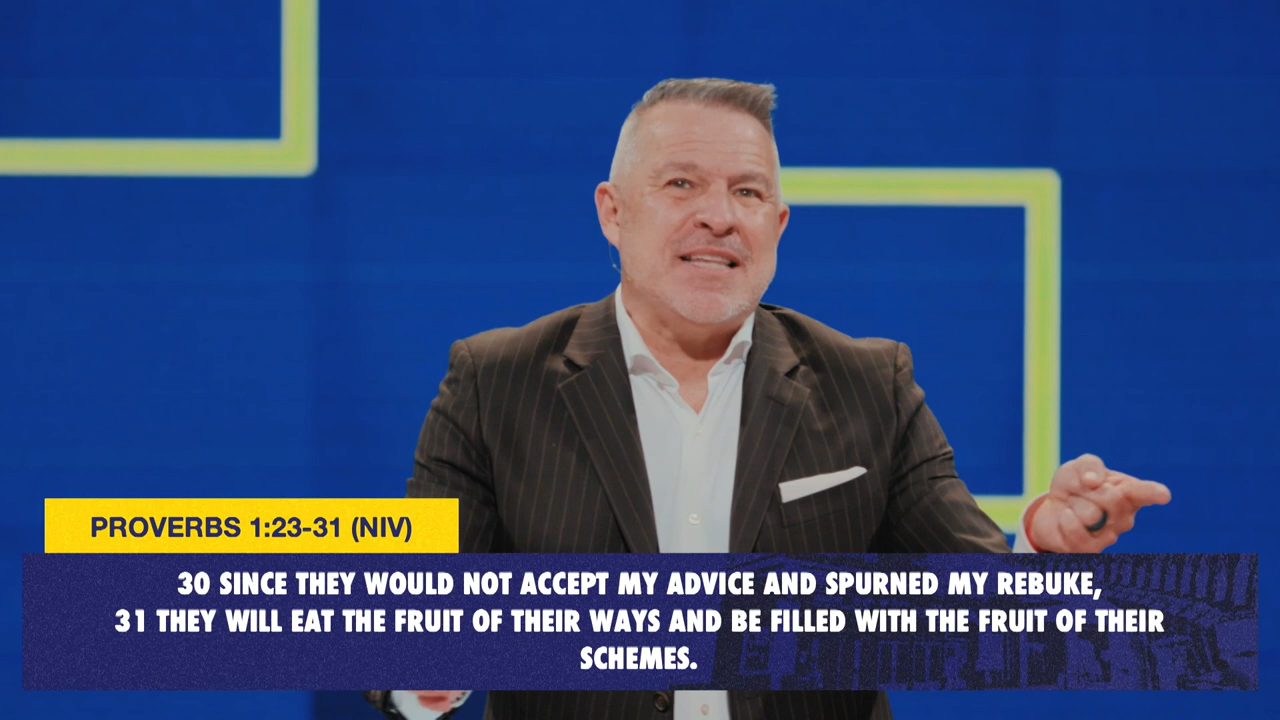 PROVERBS 1:23-31 (NIV)
30 SINCE THEY WOULD NOT ACCEPT MY ADVICE AND SPURNED MY REBUKE,
31 THEY WILL EAT THE FRUIT OF THEIR WAYS AND BE FILLED WITH THE FRUIT OF THEIR
SCHEMES.